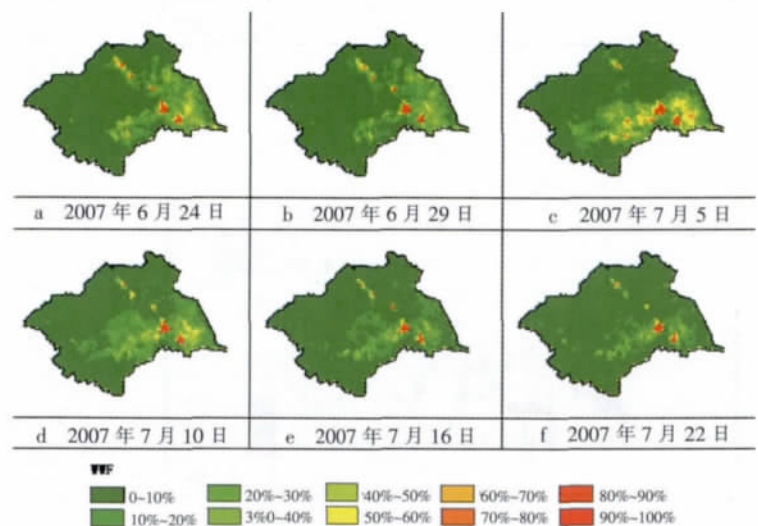 a 2007 年 6 月 24 日
b 2007 年 6 月 29 日
c 2007 年 7 月 5 日
d 2007 年 7 月 10 日
e 2007 年 7 月 16 日
f 2007 年 7 月 22 日
WWF
0~10% 20%~30% 40%~50% 60%~70% 80%~90%
10%~20% 3%0~40% 50%~60% 70%~80% 90%~100%